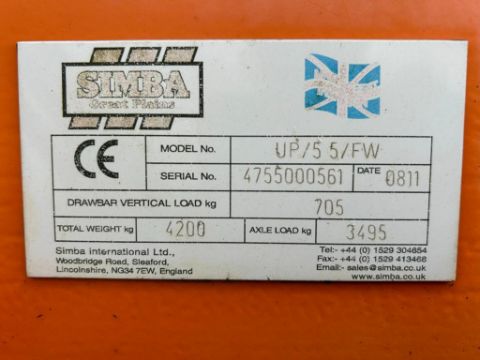 SIMBA
Great Plains
CE
MODEL No. UP/5 5/FW
SERIAL No. 4755000561 DATE 0811
DRAWBAR VERTICAL LOAD kg 705
TOTAL WEIGHT kg 4200 AXLE LOAD kg 3495
Simba International Ltd., Tel:- +44 (0) 1529 304654
Woodbridge Road, Sleaford, Fax:- +44 (0) 1529 413468
Lincolnshire, NG34 7EW, England Email:- sales@simba.co.uk
www.simba.co.uk